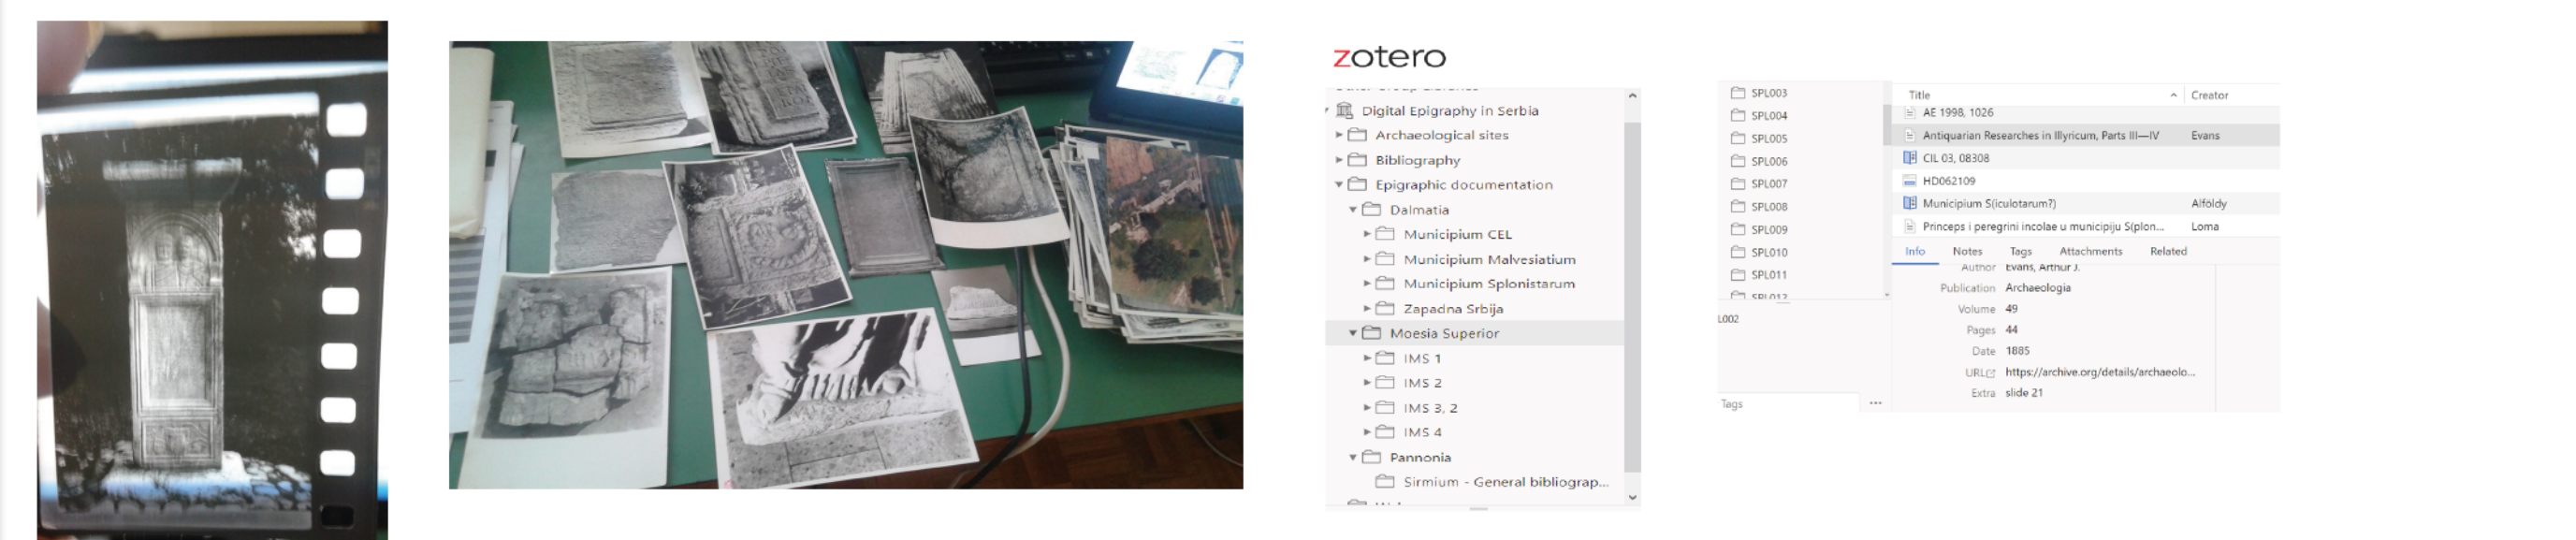 zotero
Digital Epigraphy in Serbia
Archaeological sites
Bibliography
Epigraphic documentation
Dalmatia
Municipium CEL
Municipium Malvesiatium
Municipium Splonistarum
Zapadna Srbija
Moesia Superior
IMS 1
IMS 2
IMS 3, 2
IMS 4
Pannonia
Sirmium - General bibliograp...
SPL003
SPL004
SPL005
SPL006
SPL007
SPL008
SPL009
SPL010
SPL011
SPL012
L002
Tags
...
Title Creator
AE 1998, 1026
Antiquarian Researches in Illyricum, Parts III—IV Evans
CIL 03, 08308
HD062109
Municipium S(iculotarum?) Alföldy
Princeps i peregrini incolae u municipiju S(plon... Loma
Info Notes Tags Attachments Related
Author Evans, Arthur J.
Publication Archaeologia
Volume 49
Pages 44
Date 1885
URL https://archive.org/details/archaeolo...
Extra slide 21